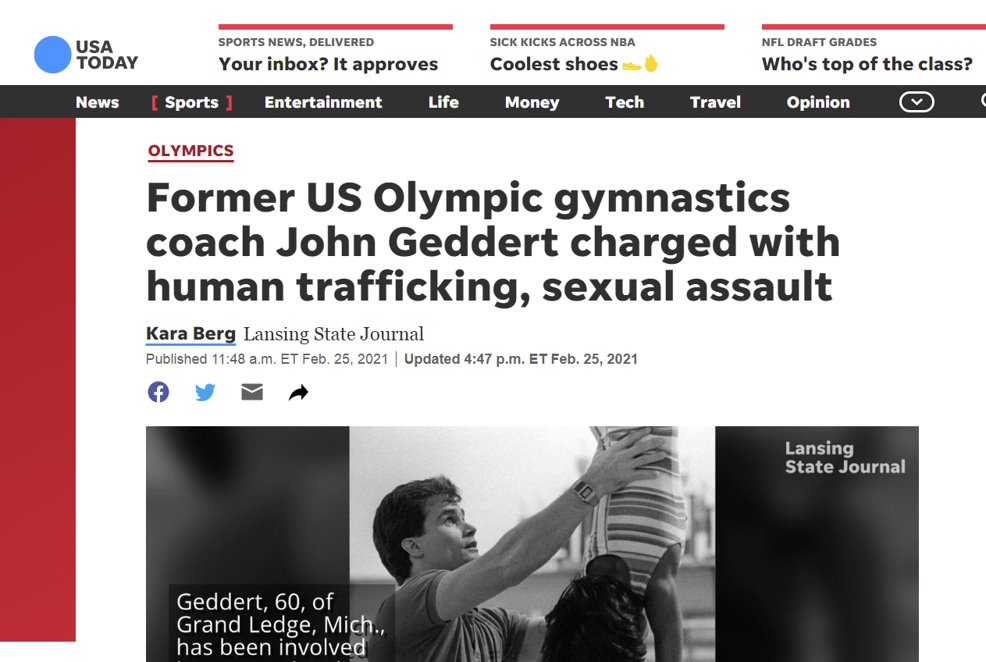 USA
TODAY
SPORTS NEWS, DELIVERED
Your inbox? It approves
SICK KICKS ACROSS NBA
Coolest shoes
NFL DRAFT GRADES
Who's top of the class?
News [ Sports ] Entertainment Life Money Tech Travel Opinion
OLYMPICS
Former US Olympic gymnastics
coach John Geddert charged with
human trafficking, sexual assault
Kara Berg Lansing State Journal
Published 11:48 a.m. ET Feb. 25, 2021 | Updated 4:47 p.m. ET Feb. 25, 2021
Lansing
State Journal
Geddert, 60, of
Grand Ledge, Mich.,
has been involved